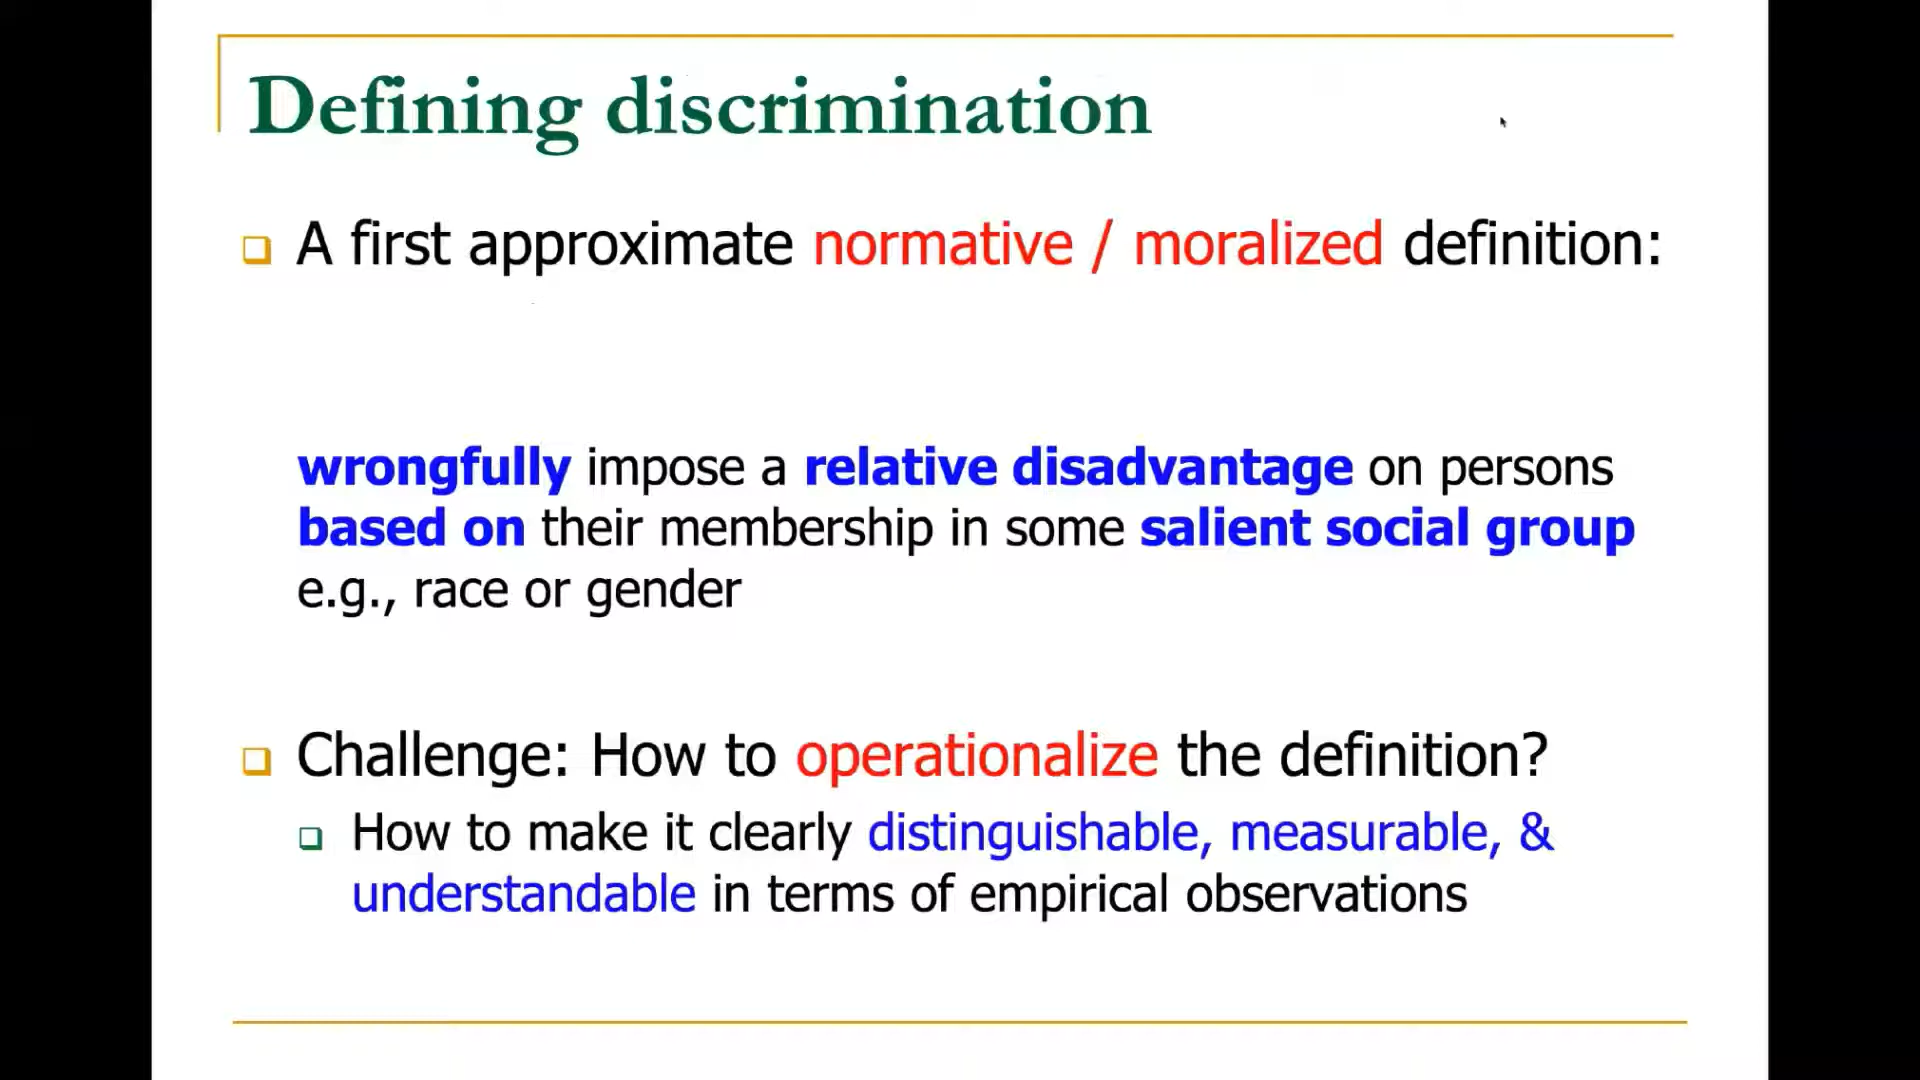 Defining discrimination
A first approximate normative / moralized definition:
wrongfully impose a relative disadvantage on persons
based on their membership in some salient social group
e.g., race or gender
Challenge: How to operationalize the definition?
How to make it clearly distinguishable, measurable, &
understandable in terms of empirical observations